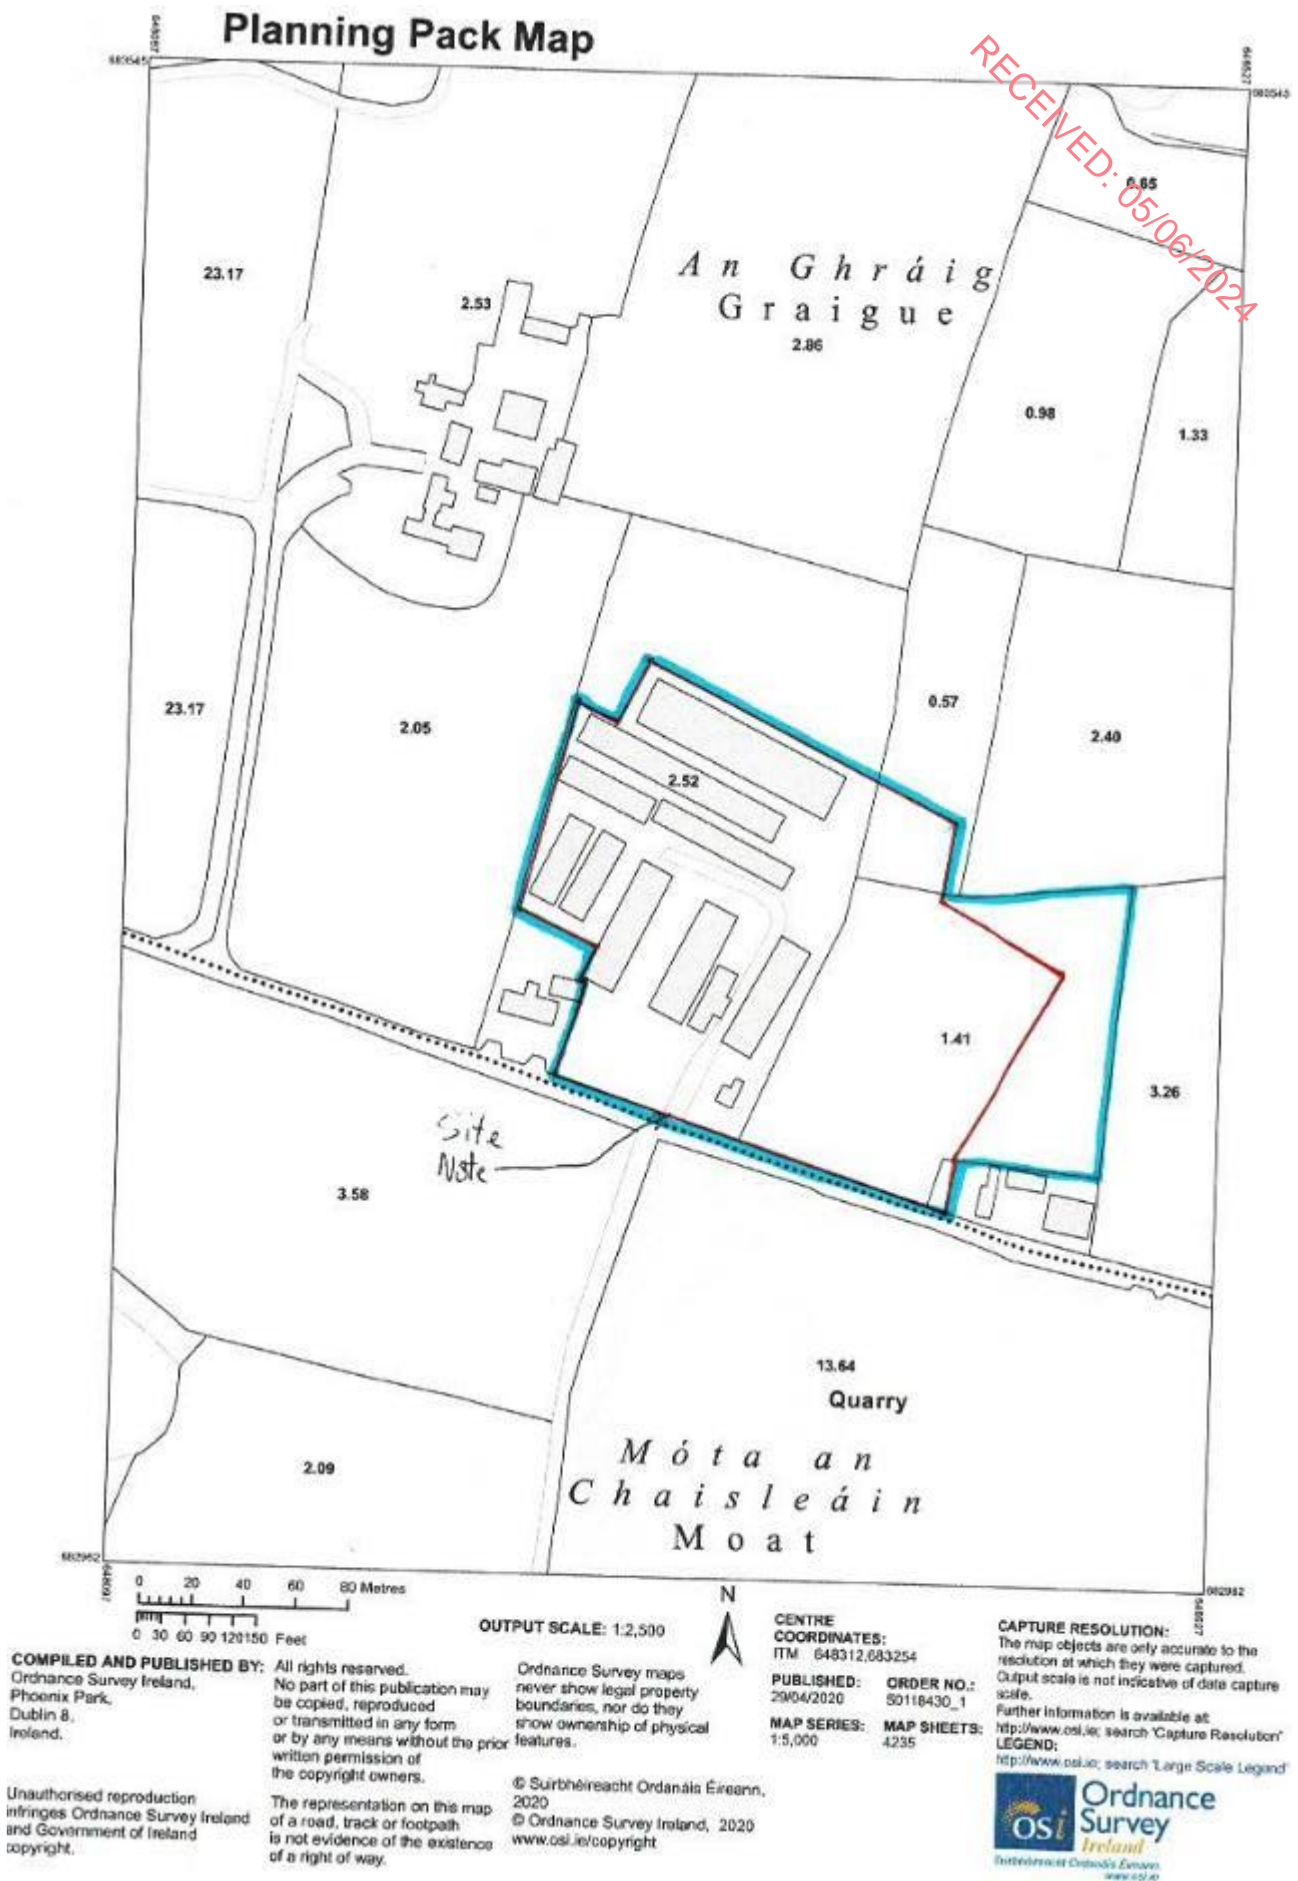 Planning Pack Map
RECEIVED: 05/06/2024
0.65
23.17
2.53
An Ghráig
Graigue
2.86
0.98
1.33
23.17
2.05
0.57
2.40
2.52
1.41
3.26
Site
3.58
13.64
Quarry
Móta an
Chaisleáin
Moat
2.09
0 20 40 60 80 Metres
0 30 60 90 120150 Feet
OUTPUT SCALE: 1:2,500
N
COMPILED AND PUBLISHED BY:
Ordnance Survey Ireland,
Phoenix Park,
Dublin 8,
Ireland.
Unauthorised reproduction
infringes Ordnance Survey Ireland
and Government of Ireland
copyright.
All rights reserved.
No part of this publication may
be copied, reproduced
or transmitted in any form
or by any means without the prior
written permission of
the copyright owners.
The representation on this map
of a road, track or footpath
is not evidence of the existence
of a right of way.
Ordnance Survey maps
never show legal property
boundaries, nor do they
show ownership of physical
features.
© Suirbhéireacht Ordanáis Éireann,
2020
© Ordnance Survey Ireland, 2020
www.osi.ie/copyright
CENTRE
COORDINATES:
ITM 648312,683254
PUBLISHED:
29/04/2020
ORDER NO.:
50118430_1
MAP SERIES:
1:5,000
MAP SHEETS:
4235
CAPTURE RESOLUTION:
The map objects are only accurate to the
resolution at which they were captured.
Output scale is not indicative of data capture
scale.
Further information is available at:
http://www.osi.ie; search 'Capture Resolution'
LEGEND:
http://www.osi.ie; search 'Large Scale Legend'
osi
Ordnance
Survey
Ireland
www.osi.ie